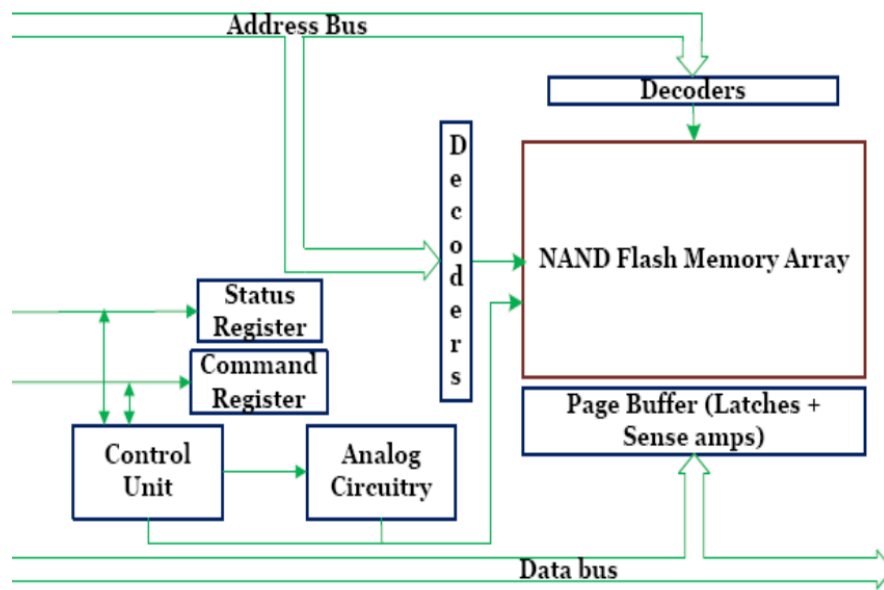 Address Bus
Decoders
Decoders
NAND Flash Memory Array
Status
Register
Command
Register
Page Buffer (Latches +
Sense amps)
Control
Unit
Analog
Circuitry
Data bus